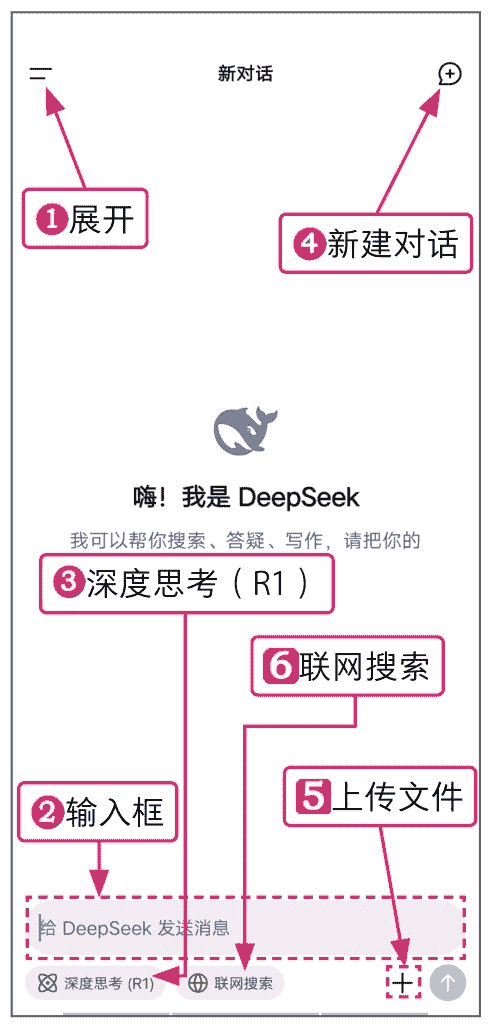 新对话
❶展开
❹新建对话
嗨！我是 DeepSeek
我可以帮你搜索、答疑、写作，请把你的
❸深度思考（R1）
6联网搜索
5上传文件
❷输入框
给 DeepSeek 发送消息
深度思考 (R1)
联网搜索